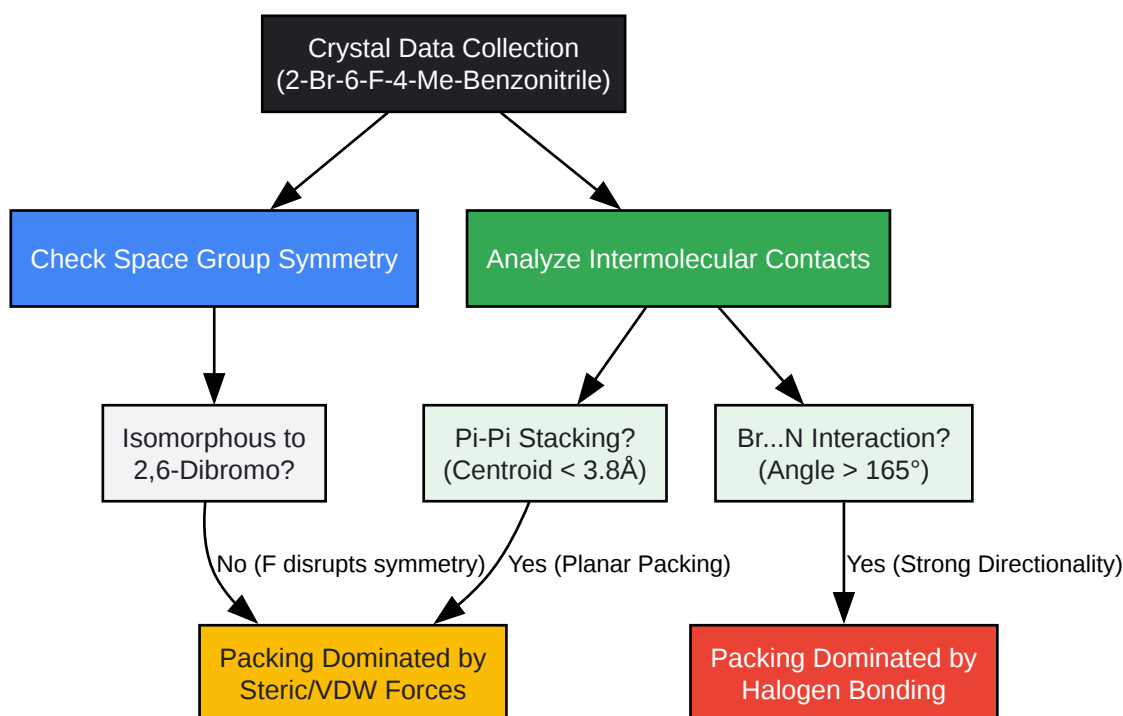 Crystal Data Collection
(2-Br-6-F-4-Me-Benzonitrile)
Check Space Group Symmetry
Analyze Intermolecular Contacts
Isomorphous to
2,6-Dibromo?
Pi-Pi Stacking?
(Centroid < 3.8Å)
Br...N Interaction?
(Angle > 165°)
No (F disrupts symmetry)
Yes (Planar Packing)
Yes (Strong Directionality)
Packing Dominated by
Steric/VDW Forces
Packing Dominated by
Halogen Bonding